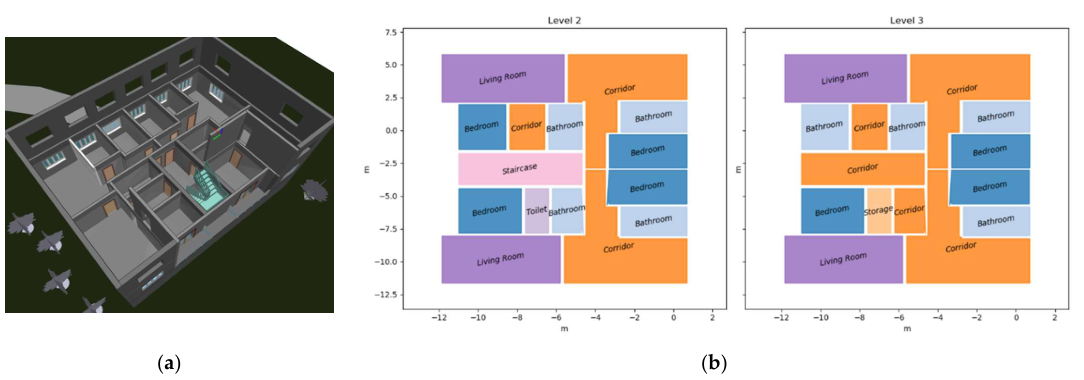 Level 2
7.5
5.0
2.5
0.0
−2.5
−5.0
−7.5
−10.0
−12.5
m
Living Room
Corridor
Bedroom
Corridor
Bathroom
Bathroom
Bedroom
Staircase
Bedroom
Bedroom
Toilet
Bathroom
Bathroom
Living Room
Corridor
−12
−10
−8
−6
−4
−2
0
2
m
Level 3
Living Room
Corridor
Bathroom
Corridor
Bathroom
Bathroom
Bedroom
Corridor
Bedroom
Bedroom
Storage
Corridor
Bathroom
Living Room
Corridor
−12
−10
−8
−6
−4
−2
0
2
m
(a)
(b)